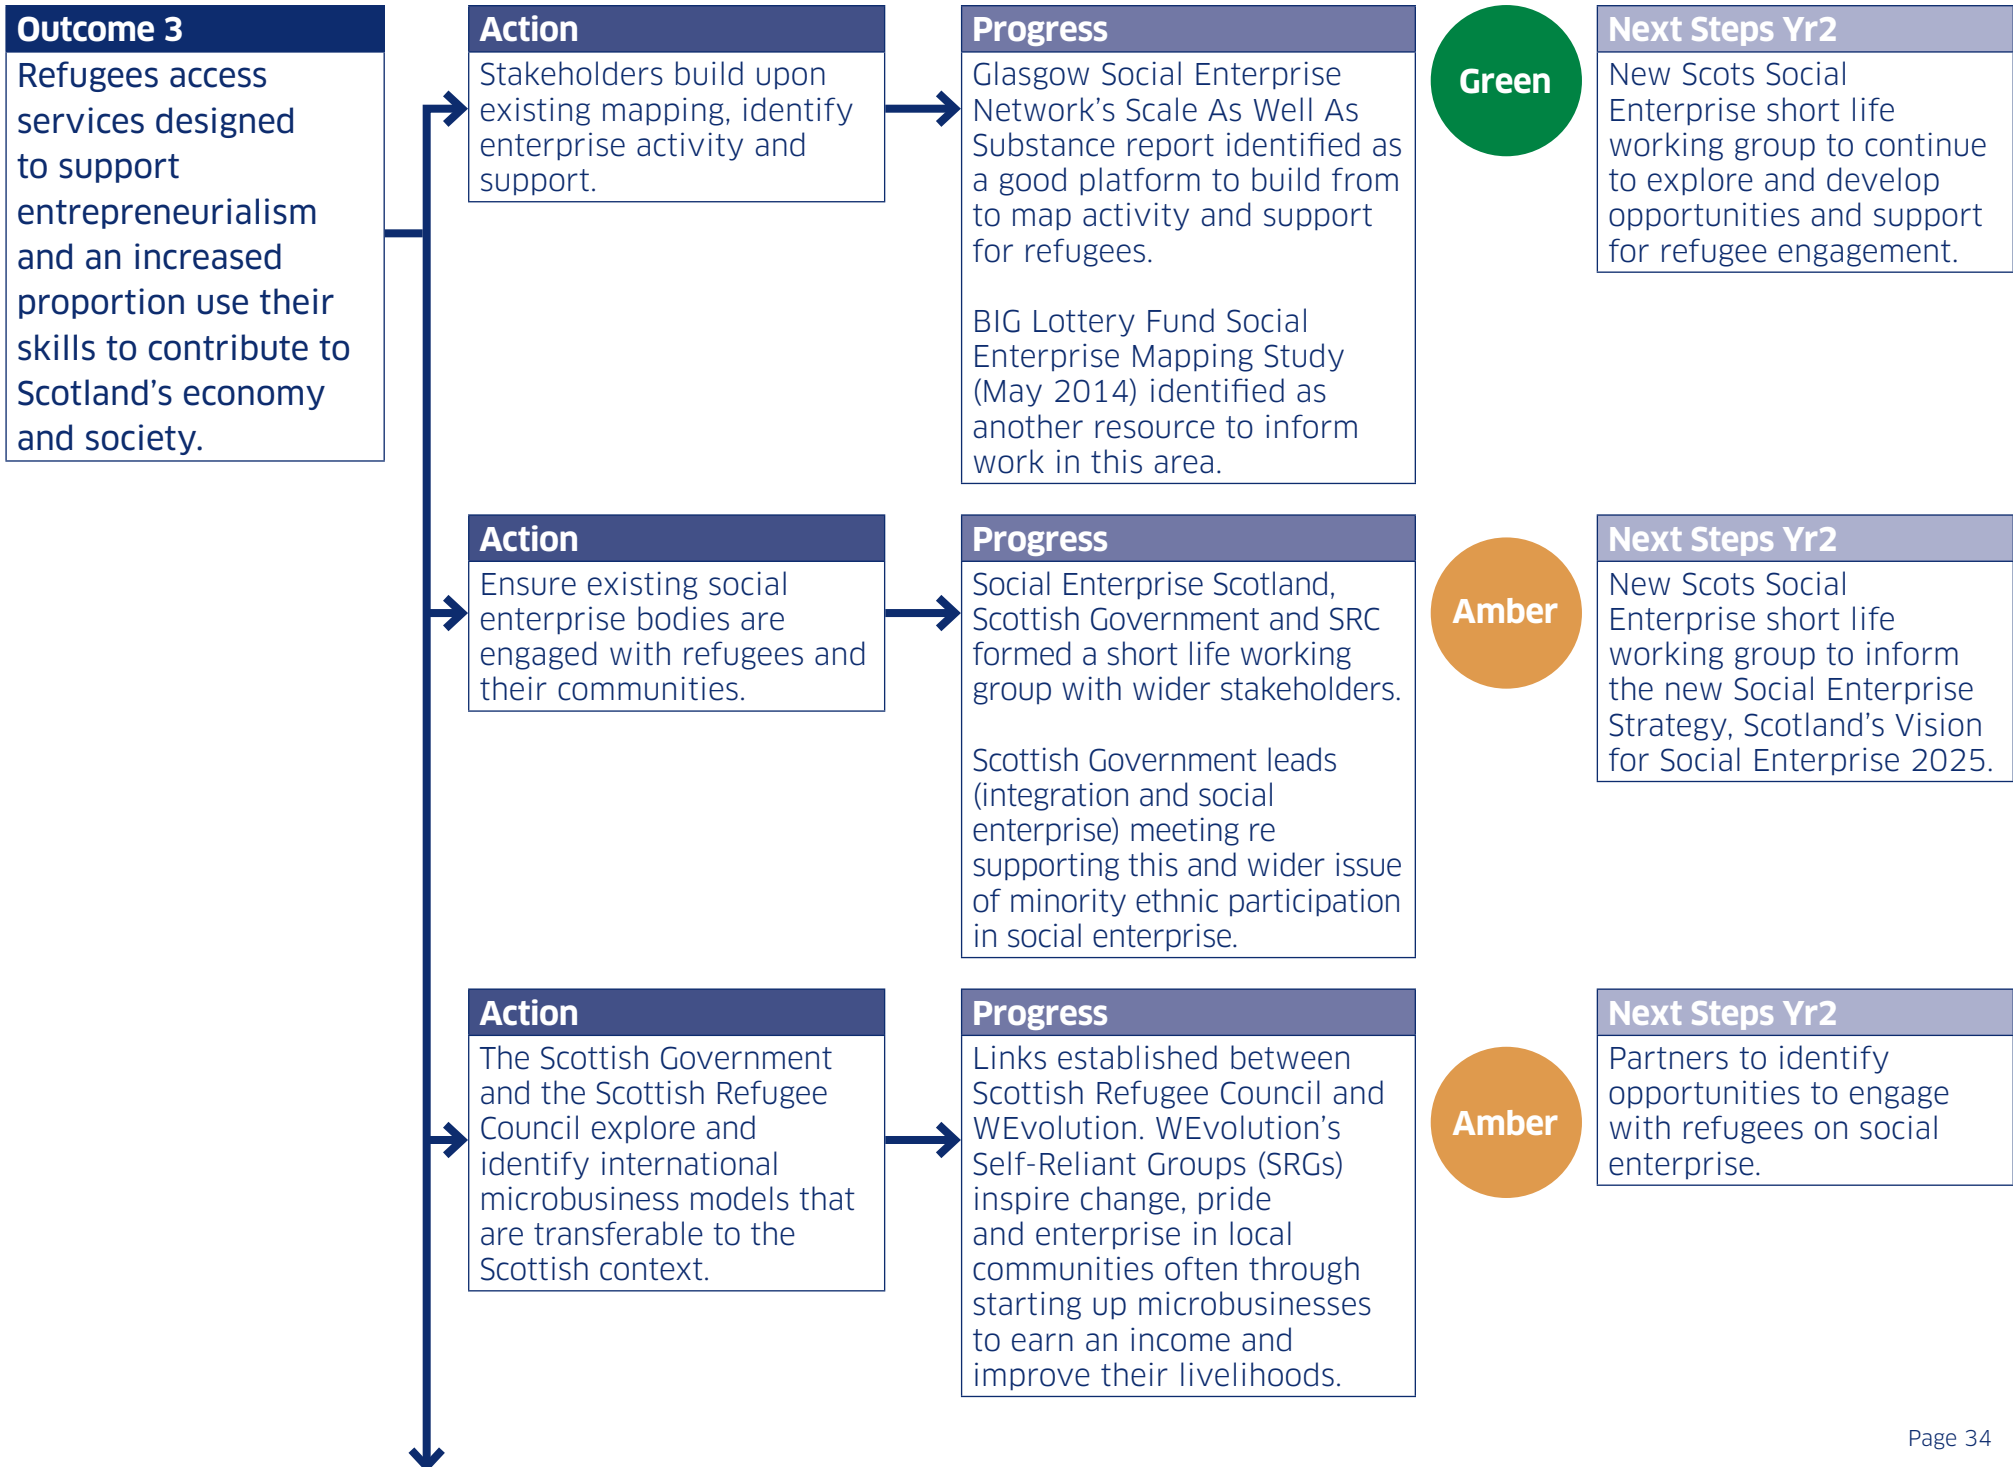 Outcome 3
Refugees access
services designed
to support
entrepreneurialism
and an increased
proportion use their
skills to contribute to
Scotland's economy
and society.
Action
Stakeholders build upon
existing mapping, identify
enterprise activity and
support.
Progress
Glasgow Social Enterprise
Network's Scale As Well As
Substance report identified as
a good platform to build from
to map activity and support
for refugees.
BIG Lottery Fund Social
Enterprise Mapping Study
(May 2014) identified as
another resource to inform
work in this area.
Green
Next Steps Yr2
New Scots Social
Enterprise short life
working group to continue
to explore and develop
opportunities and support
for refugee engagement.
Action
Ensure existing social
enterprise bodies are
engaged with refugees and
their communities.
Progress
Social Enterprise Scotland,
Scottish Government and SRC
formed a short life working
group with wider stakeholders.
Scottish Government leads
(integration and social
enterprise) meeting re
supporting this and wider issue
of minority ethnic participation
in social enterprise.
Amber
Next Steps Yr2
New Scots Social
Enterprise short life
working group to inform
the new Social Enterprise
Strategy, Scotland's Vision
for Social Enterprise 2025.
Action
The Scottish Government
and the Scottish Refugee
Council explore and
identify international
microbusiness models that
are transferable to the
Scottish context.
Progress
Links established between
Scottish Refugee Council and
WEvolution. WEvolution's
Self-Reliant Groups (SRGs)
inspire change, pride
and enterprise in local
communities often through
starting up microbusinesses
to earn an income and
improve their livelihoods.
Amber
Next Steps Yr2
Partners to identify
opportunities to engage
with refugees on social
enterprise.
Page 34